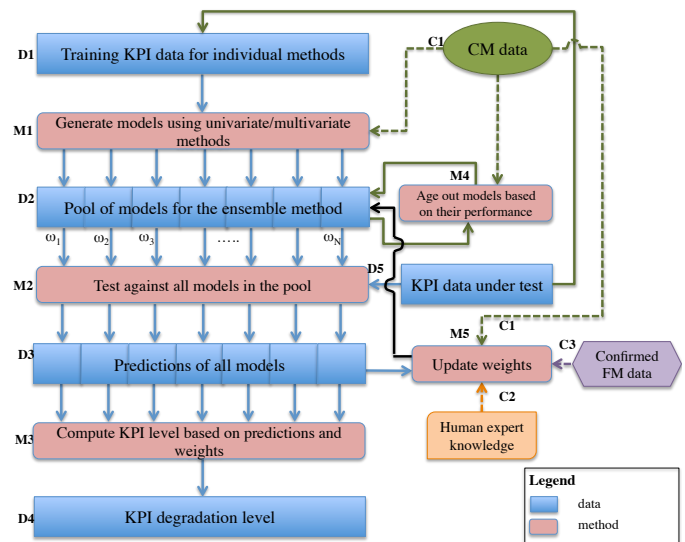 D1
Training KPI data for individual methods
C1
CM data
M1
Generate models using univariate/multivariate
methods
M4
Age out models based
on their performance
D2
Pool of models for the ensemble method
ω1
ω2
ω3
.....
ωN
M2
Test against all models in the pool
D5
KPI data under test
D3
Predictions of all models
M5
C1
Update weights
C3
Confirmed
FM data
C2
Human expert
knowledge
M3
Compute KPI level based on predictions and
weights
D4
KPI degradation level
Legend
data
method